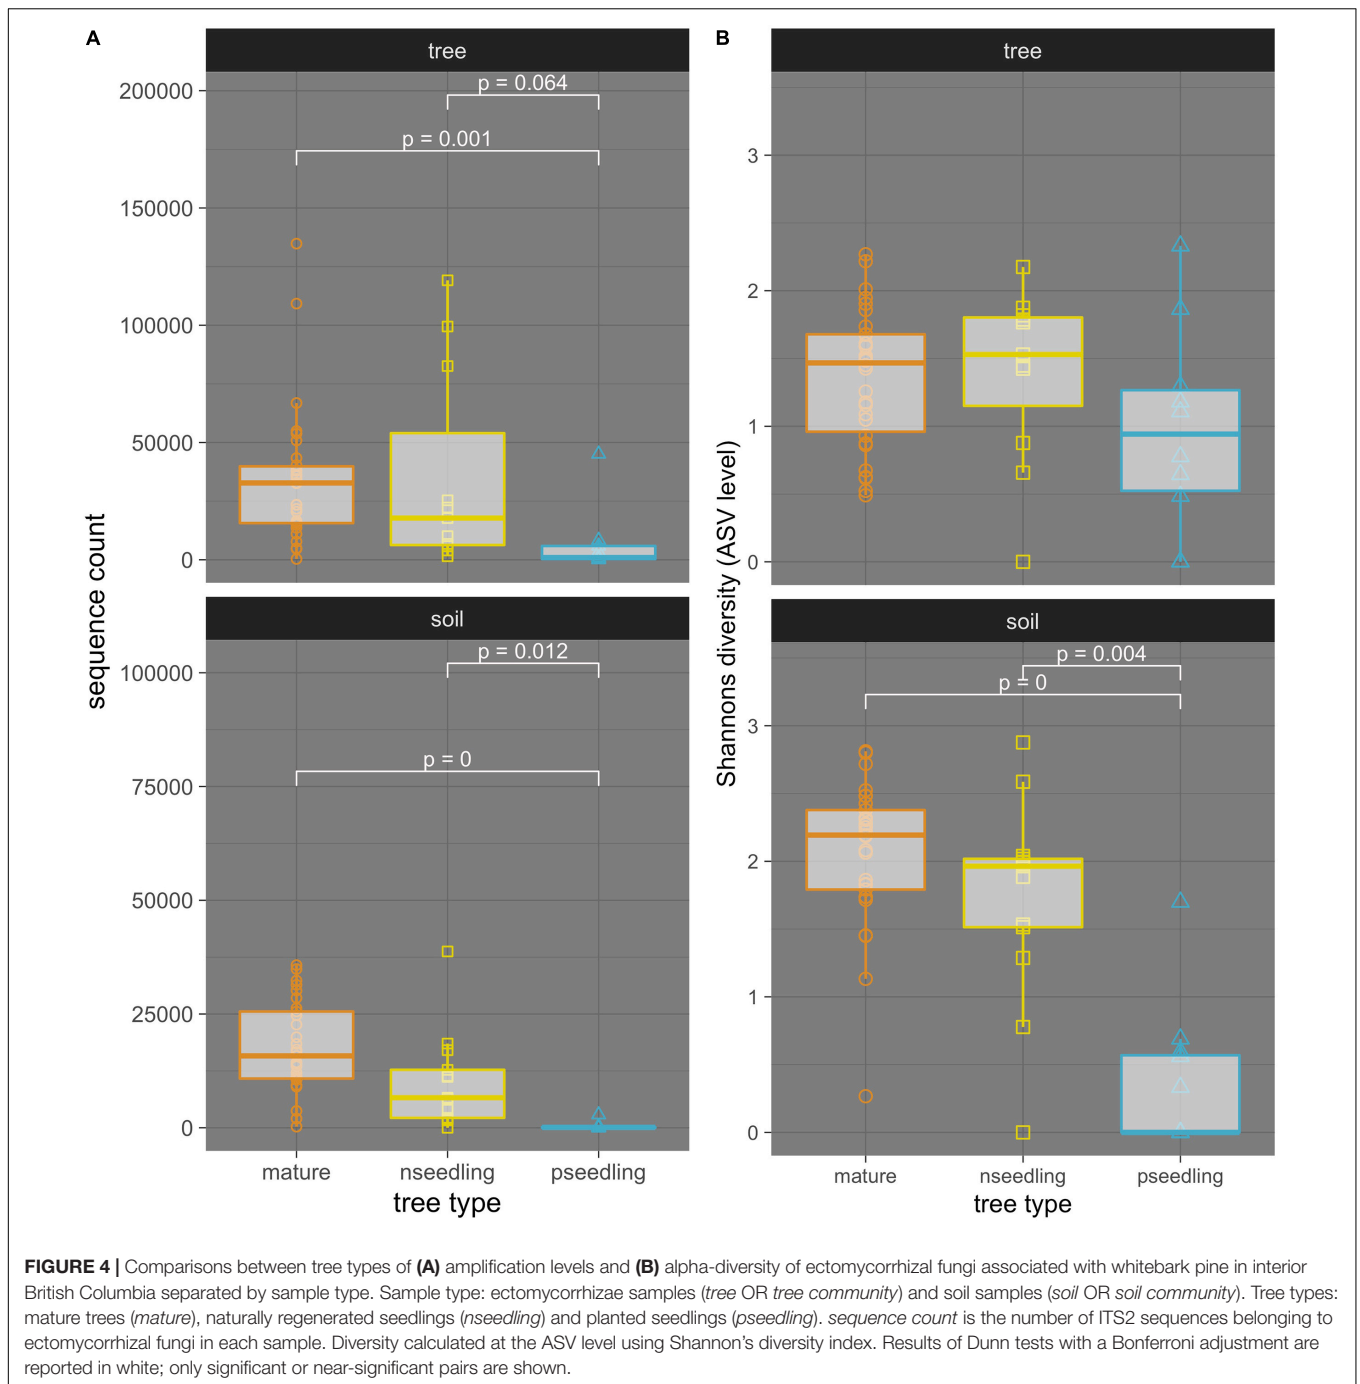 A
tree
200000
150000
100000
50000
0
p = 0.064
p = 0.001
soil
100000
75000
50000
25000
0
p = 0.012
p = 0
sequence count
mature nseedling pseedling
tree type
B
tree
3
2
1
0
soil
3
2
1
0
p = 0.004
p = 0
Shannons diversity (ASV level)
mature nseedling pseedling
tree type
FIGURE 4 | Comparisons between tree types of (A) amplification levels and (B) alpha-diversity of ectomycorrhizal fungi associated with whitebark pine in interior
British Columbia separated by sample type. Sample type: ectomycorrhizae samples (tree OR tree community) and soil samples (soil OR soil community). Tree types:
mature trees (mature), naturally regenerated seedlings (nseedling) and planted seedlings (pseedling). sequence count is the number of ITS2 sequences belonging to
ectomycorrhizal fungi in each sample. Diversity calculated at the ASV level using Shannon's diversity index. Results of Dunn tests with a Bonferroni adjustment are
reported in white; only significant or near-significant pairs are shown.